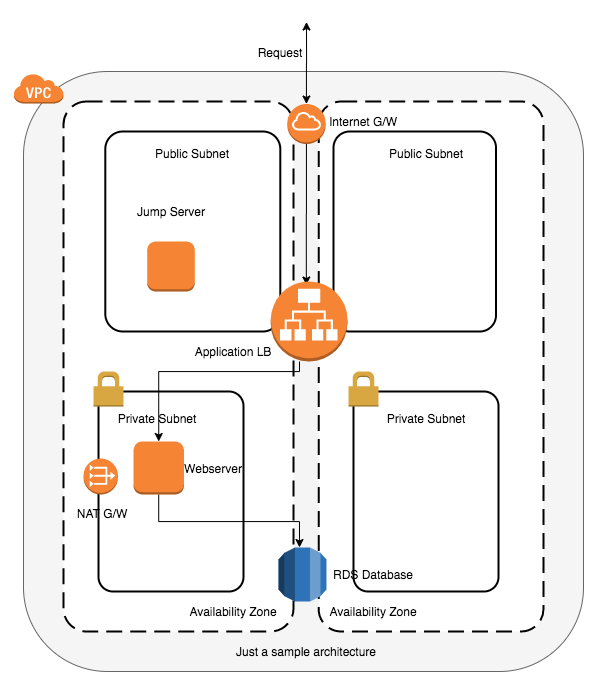 Request
VPC
Internet G/W
Public Subnet
Public Subnet
Jump Server
Application LB
Private Subnet
Private Subnet
Webserver
NAT G/W
RDS Database
Availability Zone
Availability Zone
Just a sample architecture